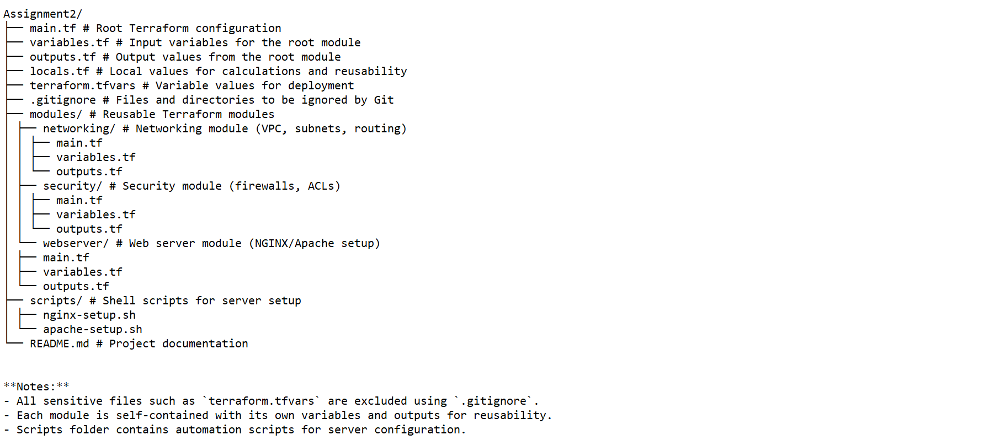 Assignment2/
├── main.tf # Root Terraform configuration
├── variables.tf # Input variables for the root module
├── outputs.tf # Output values from the root module
├── locals.tf # Local values for calculations and reusability
├── terraform.tfvars # Variable values for deployment
├── .gitignore # Files and directories to be ignored by Git
├── modules/ # Reusable Terraform modules
│ ├── networking/ # Networking module (VPC, subnets, routing)
│ │ ├── main.tf
│ │ ├── variables.tf
│ │ └── outputs.tf
│ ├── security/ # Security module (firewalls, ACLs)
│ │ ├── main.tf
│ │ ├── variables.tf
│ │ └── outputs.tf
│ └── webserver/ # Web server module (NGINX/Apache setup)
│ ├── main.tf
│ ├── variables.tf
│ └── outputs.tf
├── scripts/ # Shell scripts for server setup
│ ├── nginx-setup.sh
│ └── apache-setup.sh
└── README.md # Project documentation
**Notes:**
- All sensitive files such as `terraform.tfvars` are excluded using `.gitignore`.
- Each module is self-contained with its own variables and outputs for reusability.
- Scripts folder contains automation scripts for server configuration.